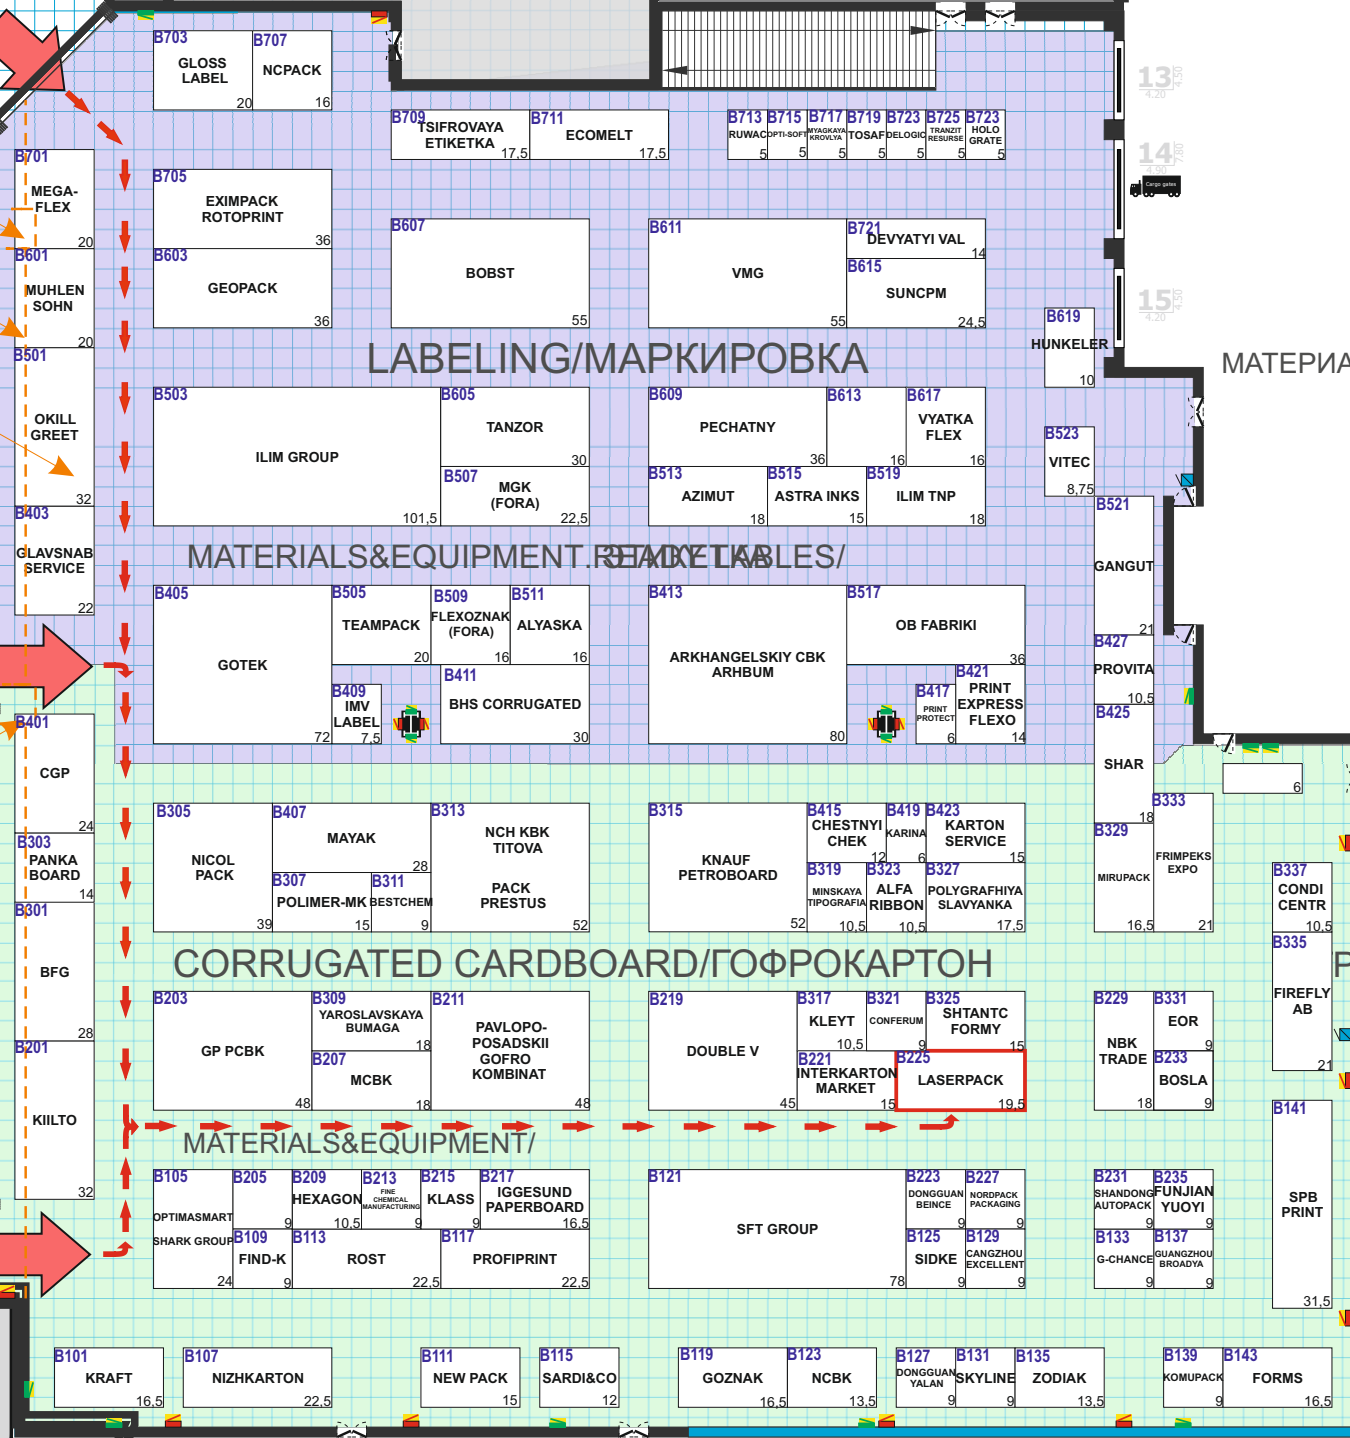 B703
GLOSS
LABEL
20
B707
NCPACK
16
B709
TSIFROVAYA
ETIKETKA
17,5
B711
ECOMELT
17,5
B713
RUWAC
5
B715
OPTI-SOFT
5
B717
MYAGKAYA
KROVLYA
5
B719
TOSAF
5
B723
DELOGIC
5
B725
TRANZIT
RESURSE
5
B723
HOLO
GRATE
5
13
4.20
4.50
14
4.90
7.80
Cargo gates
15
4.20
4.50
B701
MEGA-
FLEX
20
B705
EXIMPACK
ROTOPRINT
36
B601
MUHLEN
SOHN
20
B603
GEOPACK
36
B607
BOBST
55
B611
VMG
55
B721
DEVYATYI VAL
14
B615
SUNCPM
24,5
B619
HUNKELER
10
LABELING/МАРКИРОВКА
МАТЕРИА
B501
OKILL
GREET
32
B503
ILIM GROUP
101,5
B605
TANZOR
30
B507
MGK
(FORA)
22,5
B609
PECHATNY
36
B613
16
B617
VYATKA
FLEX
16
B513
AZIMUT
18
B515
ASTRA INKS
15
B519
ILIM TNP
18
B523
VITEC
8,75
B521
GANGUT
21
B403
GLAVSNAB
SERVICE
22
MATERIALS&EQUIPMENT.
LABLES/
B405
GOTEK
72
B505
TEAMPACK
20
B509
FLEXOZNAK
(FORA)
16
B511
ALYASKA
16
B409
IMV
LABEL
7,5
B411
BHS CORRUGATED
30
B413
ARKHANGELSKIY CBK
ARHBUM
80
B517
OB FABRIKI
36
B417
PRINT
PROTECT
6
B421
PRINT
EXPRESS
FLEXO
14
B427
PROVITA
10,5
B425
SHAR
18
6
B401
CGP
24
B303
PANKA
BOARD
14
B305
NICOL
PACK
39
B407
MAYAK
28
B307
POLIMER-MK
15
B311
BESTCHEM
9
B313
NCH KBK
TITOVA
PACK
PRESTUS
52
B315
KNAUF
PETROBOARD
52
B415
CHESTNYI
CHEK
12
B419
KARINA
6
B423
KARTON
SERVICE
15
B319
MINSKAYA
TIPOGRAFIA
10,5
B323
ALFA
RIBBON
10,5
B327
POLYGRAFHIYA
SLAVYANKA
17,5
B329
MIRUPACK
16,5
B333
FRIMPEKS
EXPO
21
B337
CONDI
CENTR
10,5
B301
BFG
28
CORRUGATED CARDBOARD/ГОФРОКАРТОН
Р
B335
FIREFLY
AB
21
B203
GP PCBK
48
B309
YAROSLAVSKAYA
BUMAGA
18
B207
MCBK
18
B211
PAVLOPO-
POSADSKII
GOFRO
KOMBINAT
48
B219
DOUBLE V
45
B317
KLEYT
10,5
B321
CONFERUM
9
B325
SHTANTC
FORMY
15
B221
INTERKARTON
MARKET
15
B225
LASERPACK
19,5
B229
NBK
TRADE
18
B331
EOR
9
B233
BOSLA
9
B201
KIILTO
32
MATERIALS&EQUIPMENT/
B105
OPTIMASMART
SHARK GROUP
24
B205
9
B209
HEXAGON
10,5
B213
FINE
CHEMICAL
MANUFACTURING
9
B215
KLASS
9
B217
IGGESUND
PAPERBOARD
16,5
B109
FIND-K
9
B113
ROST
22,5
B117
PROFIPRINT
22,5
B121
SFT GROUP
78
B223
DONGGUAN
BEINCE
9
B227
NORDPACK
PACKAGING
9
B125
SIDKE
9
B129
CANGZHOU
EXCELLENT
9
B231
SHANDONG
AUTOPACK
9
B235
FUNJIAN
YUOYI
9
B133
G-CHANCE
9
B137
GUANGZHOU
BROADYA
9
B141
SPB
PRINT
31,5
B101
KRAFT
16,5
B107
NIZHKARTON
22,5
B111
NEW PACK
15
B115
SARDI&CO
12
B119
GOZNAK
16,5
B123
NCBK
13,5
B127
DONGGUAN
YALAN
9
B131
SKYLINE
9
B135
ZODIAK
13,5
B139
KOMUPACK
9
B143
FORMS
16,5